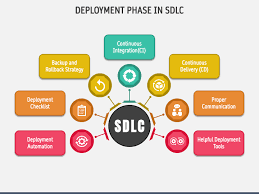 DEPLOYMENT PHASE IN SDLC
Continuous
Integration(CI)
Backup and
Rollback Strategy
Continuous
Delivery (CD)
Deployment
Checklist
Proper
Communication
SDLC
Deployment
Automation
Helpful Deployment
Tools